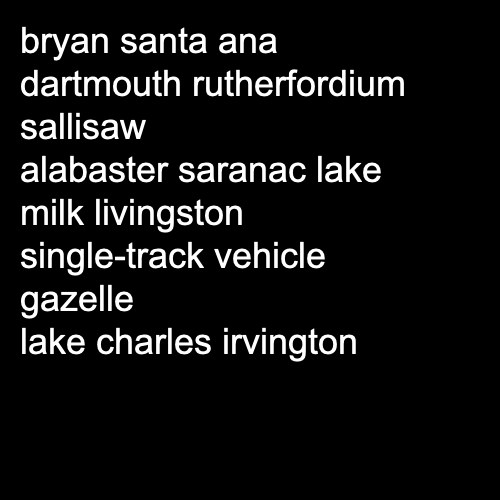 bryan santa ana
dartmouth rutherfordium
sallisaw
alabaster saranac lake
milk livingston
single-track vehicle
gazelle
lake charles irvington